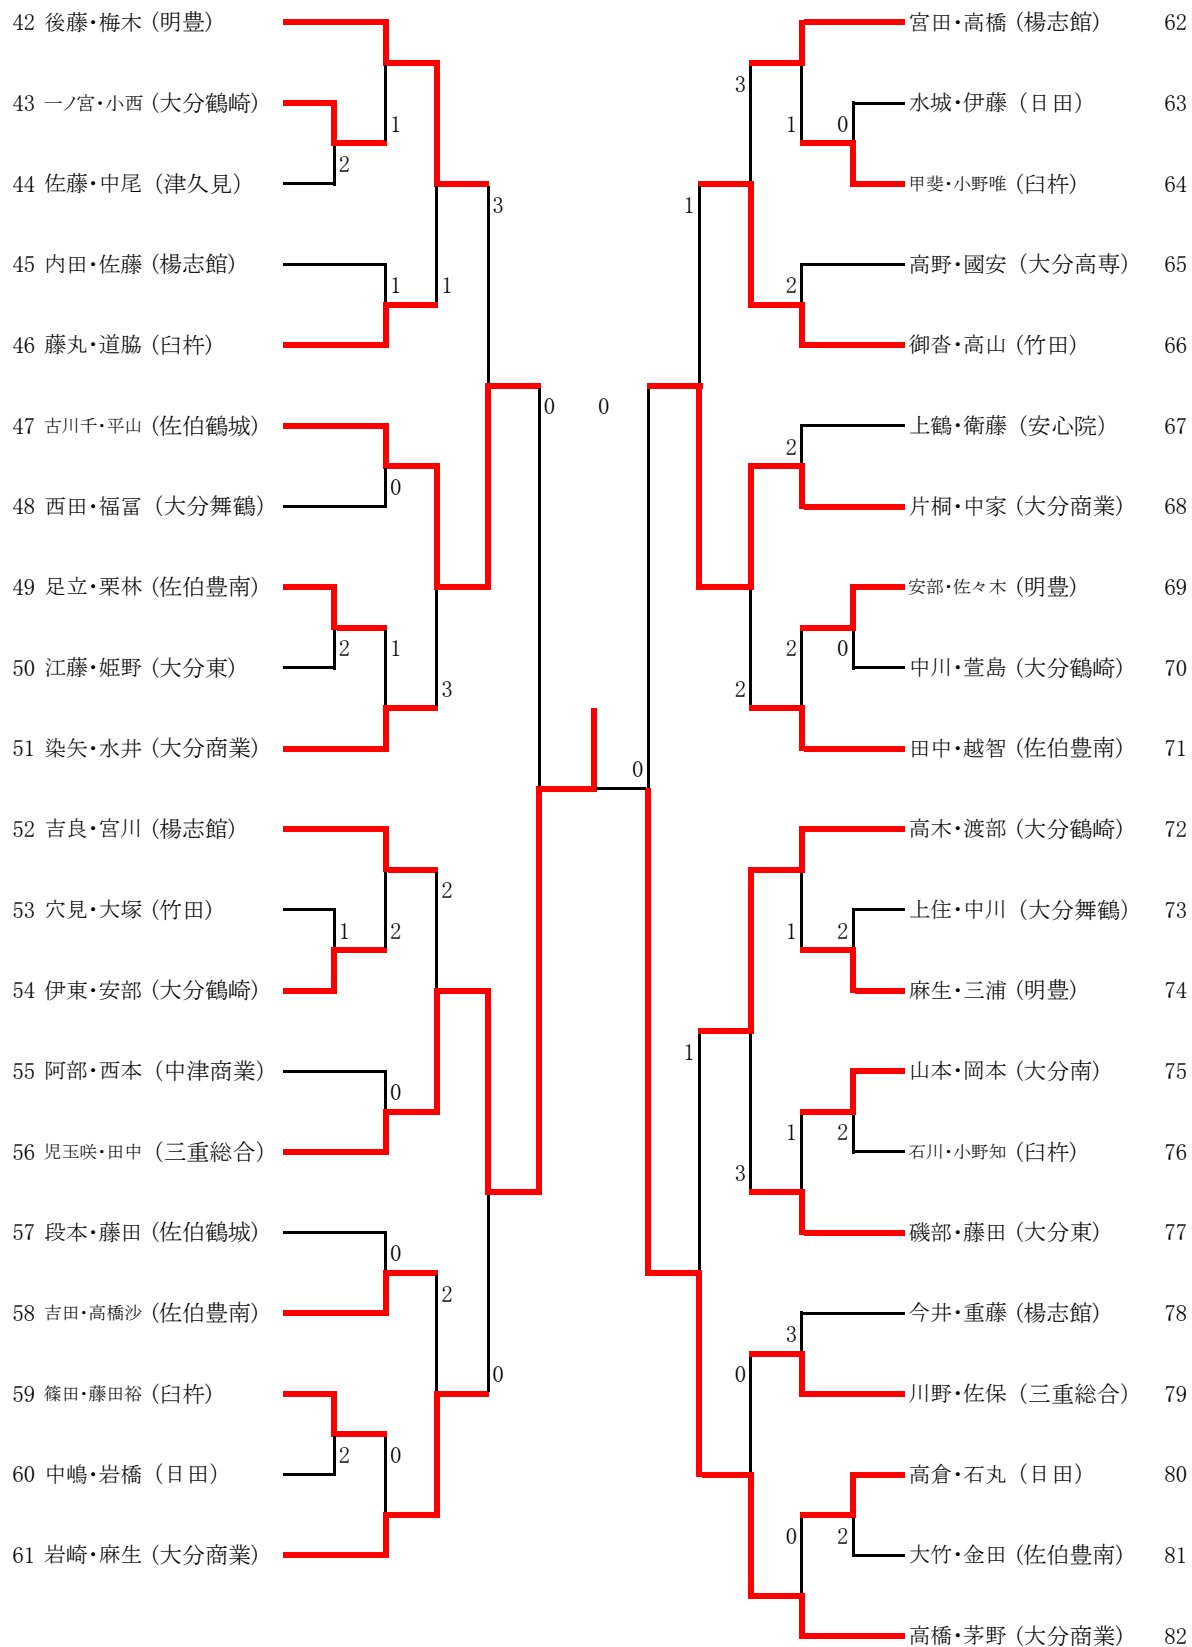 42 後藤・梅木 (明豊)
43 一ノ宮・小西 (大分鶴崎)
1
2
44 佐藤・中尾 (津久見)
3
45 内田・佐藤 (楊志館)
1
1
46 藤丸・道脇 (臼杵)
0
47 古川千・平山 (佐伯鶴城)
0
48 西田・福冨 (大分舞鶴)
49 足立・栗林 (佐伯豊南)
2
1
50 江藤・姫野 (大分東)
3
51 染矢・水井 (大分商業)
52 吉良・宮川 (楊志館)
2
53 穴見・大塚 (竹田)
1
2
54 伊東・安部 (大分鶴崎)
55 阿部・西本 (中津商業)
0
56 児玉咲・田中 (三重総合)
57 段本・藤田 (佐伯鶴城)
0
2
58 吉田・高橋沙 (佐伯豊南)
0
59 篠田・藤田裕 (臼杵)
2
0
60 中嶋・岩橋 (日田)
61 岩崎・麻生 (大分商業)
宮田・高橋 (楊志館) 62
3
水城・伊藤 (日田) 63
1
0
甲斐・小野唯 (臼杵) 64
1
高野・國安 (大分高専) 65
2
御沓・高山 (竹田) 66
0
上鶴・衛藤 (安心院) 67
2
片桐・中家 (大分商業) 68
安部・佐々木 (明豊) 69
2
0
中川・萱島 (大分鶴崎) 70
2
田中・越智 (佐伯豊南) 71
0
高木・渡部 (大分鶴崎) 72
上住・中川 (大分舞鶴) 73
1
2
麻生・三浦 (明豊) 74
1
山本・岡本 (大分南) 75
1
2
石川・小野知 (臼杵) 76
3
磯部・藤田 (大分東) 77
今井・重藤 (楊志館) 78
3
0
川野・佐保 (三重総合) 79
高倉・石丸 (日田) 80
0
2
大竹・金田 (佐伯豊南) 81
高橋・茅野 (大分商業) 82